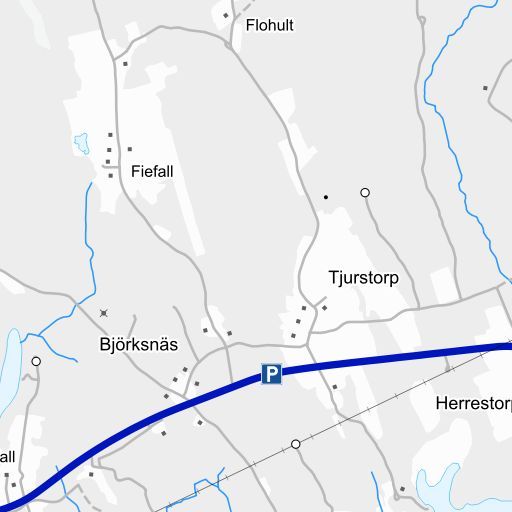 Flohult
Fiefall
Tjurstorp
Björksnäs
P
Herrestorp
all